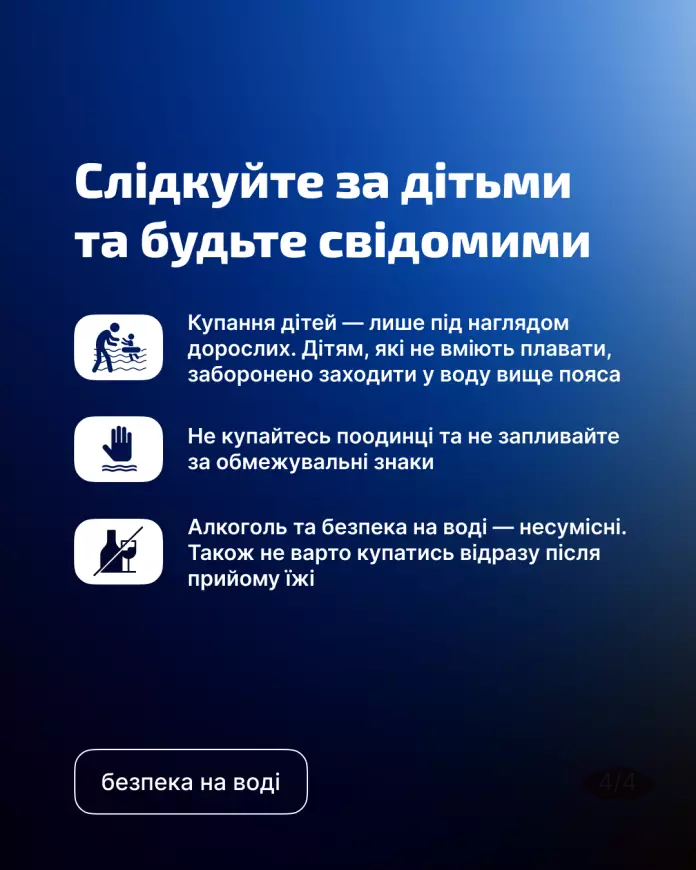 Слідкуйте за дітьми
та будьте свідомими
Купання дітей — лише під наглядом
дорослих. Дітям, які не вміють плавати,
заборонено заходити у воду вище пояса
Не купайтесь поодинці та не запливайте
за обмежувальні знаки
Алкоголь та безпека на воді — несумісні.
Також не варто купатись відразу після
прийому їжі
безпека на воді
4/4